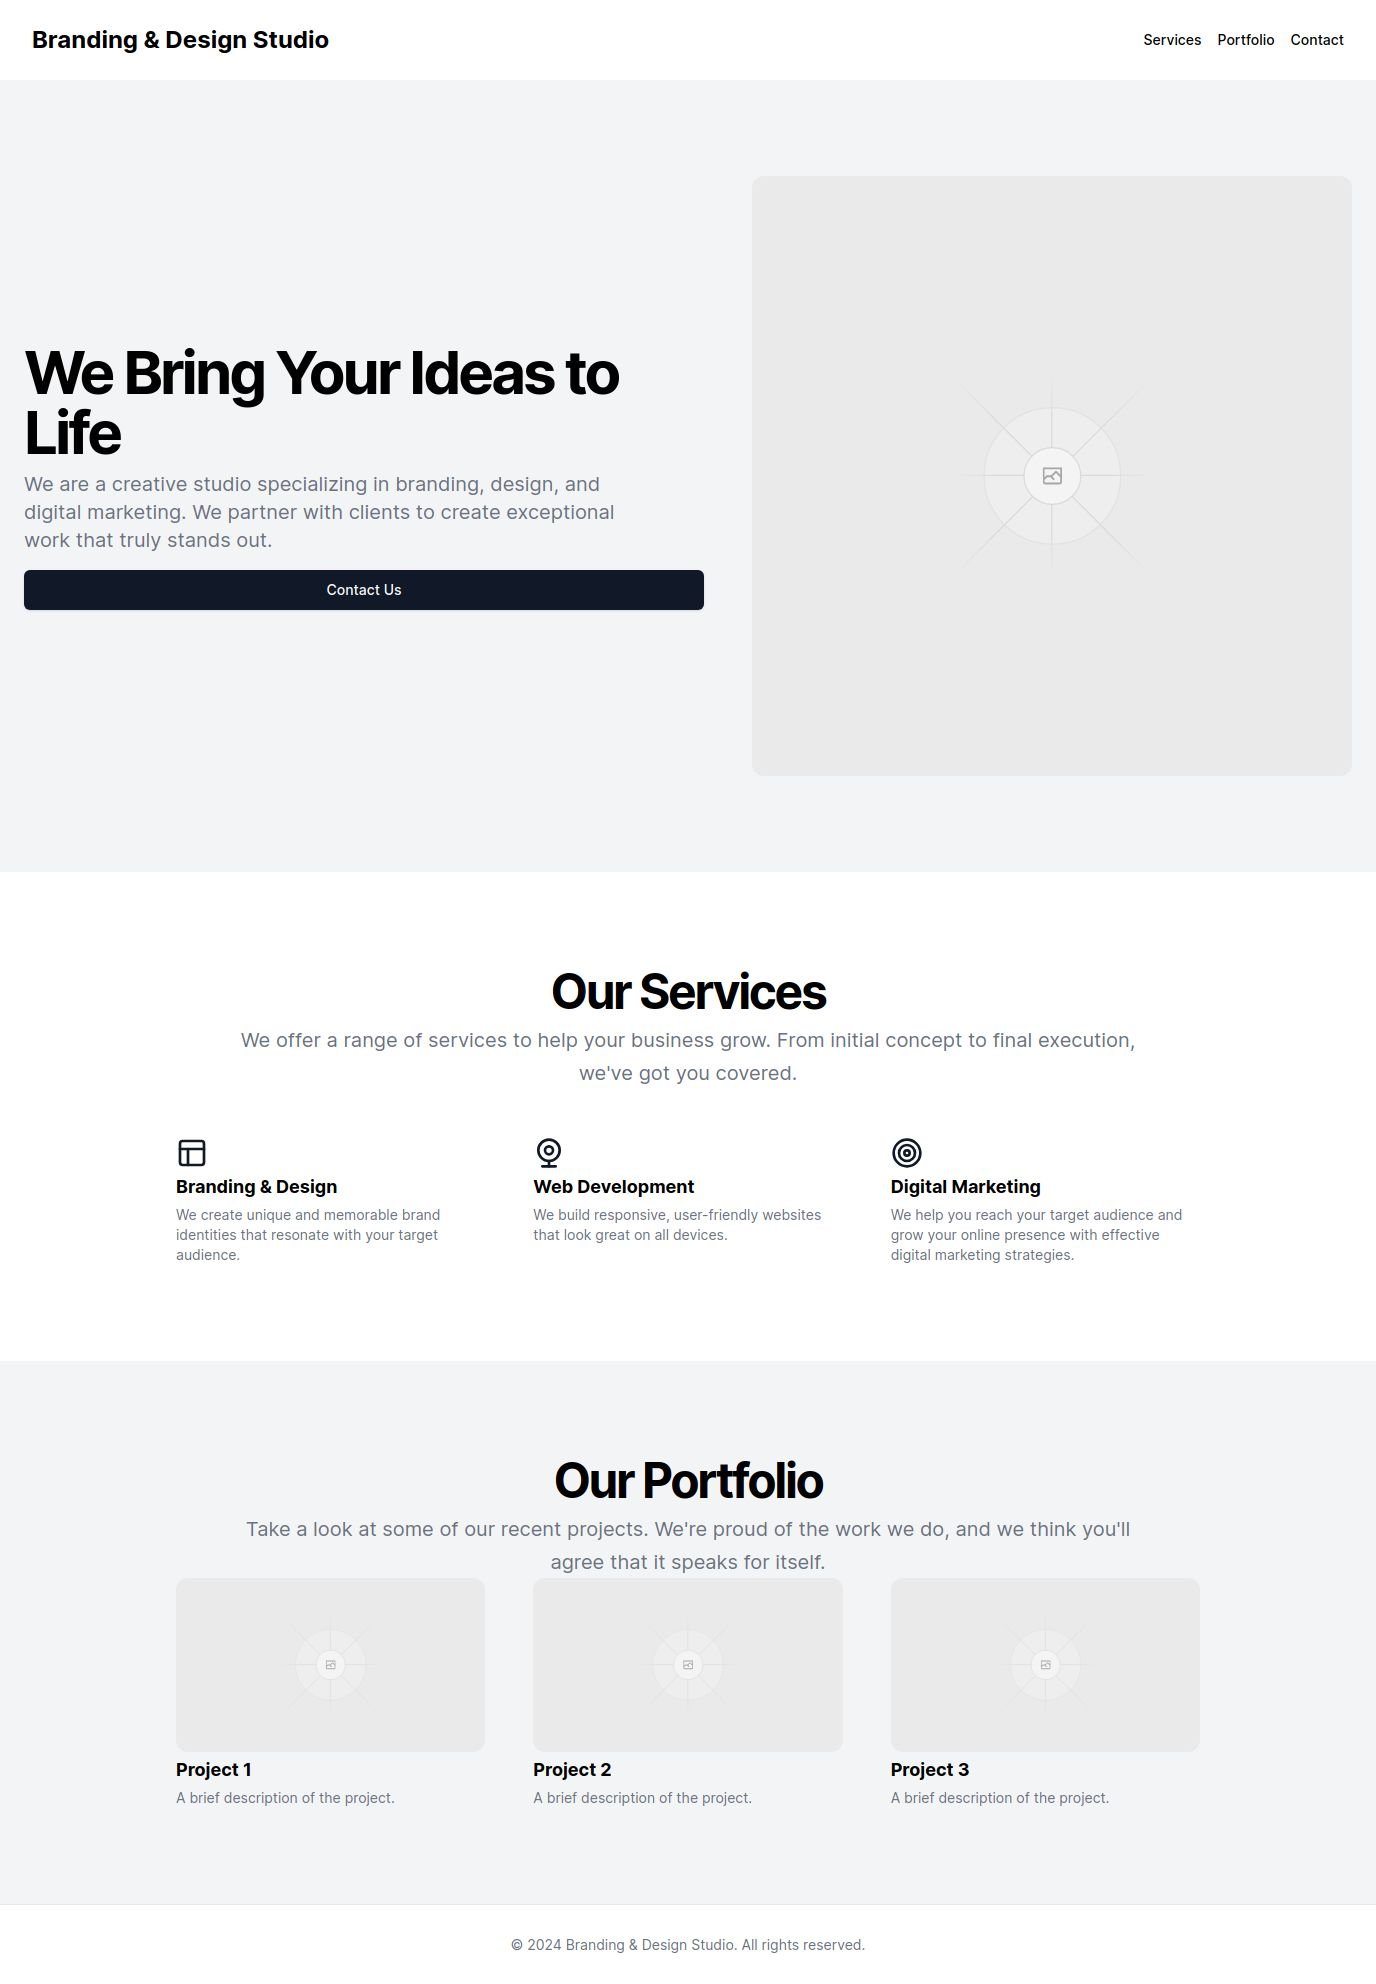 Branding & Design Studio
Services Portfolio Contact
We Bring Your Ideas to
Life
We are a creative studio specializing in branding, design, and
digital marketing. We partner with clients to create exceptional
work that truly stands out.
Contact Us
Our Services
We offer a range of services to help your business grow. From initial concept to final execution,
we've got you covered.
Branding & Design
We create unique and memorable brand
identities that resonate with your target
audience.
Web Development
We build responsive, user-friendly websites
that look great on all devices.
Digital Marketing
We help you reach your target audience and
grow your online presence with effective
digital marketing strategies.
Our Portfolio
Take a look at some of our recent projects. We're proud of the work we do, and we think you'll
agree that it speaks for itself.
Project 1
A brief description of the project.
Project 2
A brief description of the project.
Project 3
A brief description of the project.
© 2024 Branding & Design Studio. All rights reserved.